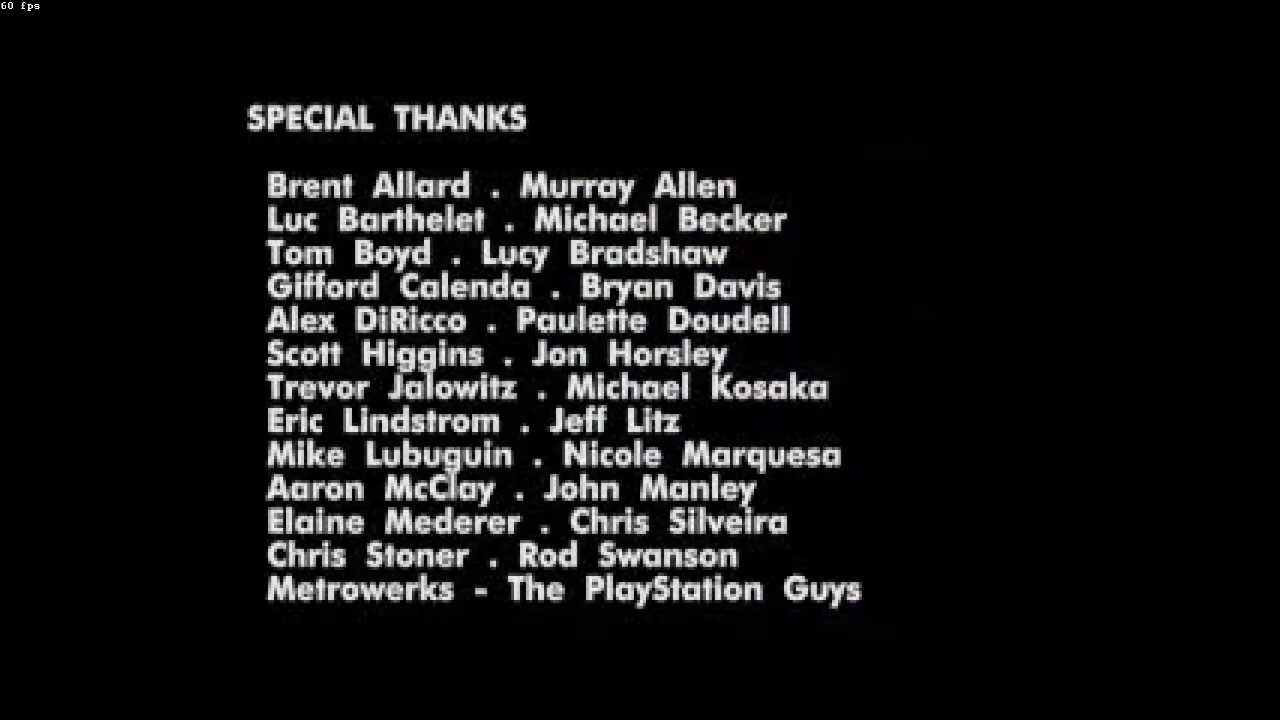 60 fps
SPECIAL THANKS
Brent Allard . Murray Allen
Luc Barthelet . Michael Becker
Tom Boyd . Lucy Bradshaw
Gifford Calenda . Bryan Davis
Alex DiRicco . Paulette Doudell
Scott Higgins . Jon Horsley
Trevor Jalowitz . Michael Kosaka
Eric Lindstrom . Jeff Litz
Mike Lubuguin . Nicole Marquesa
Aaron McClay . John Manley
Elaine Mederer . Chris Silveira
Chris Stoner . Rod Swanson
Metrowerks - The PlayStation Guys